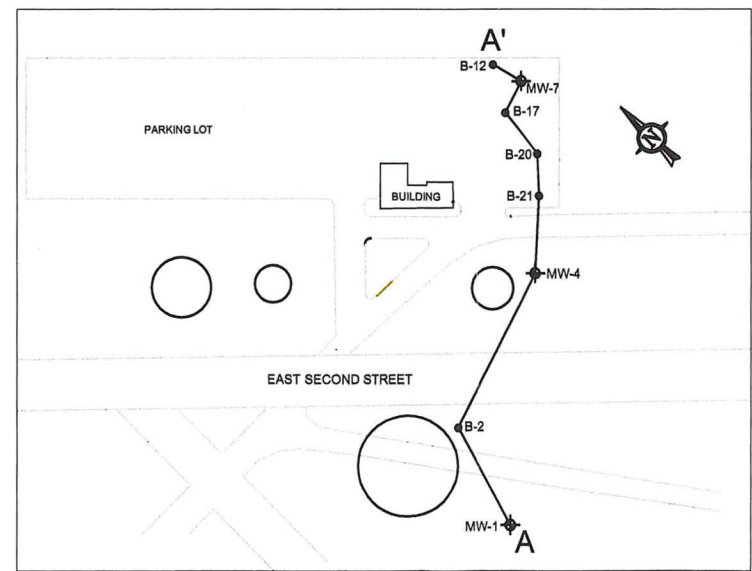 A'
B-12
MW-7
B-17
PARKING LOT
B-20
N
BUILDING
B-21
MW-4
EAST SECOND STREET
B-2
MW-1
A